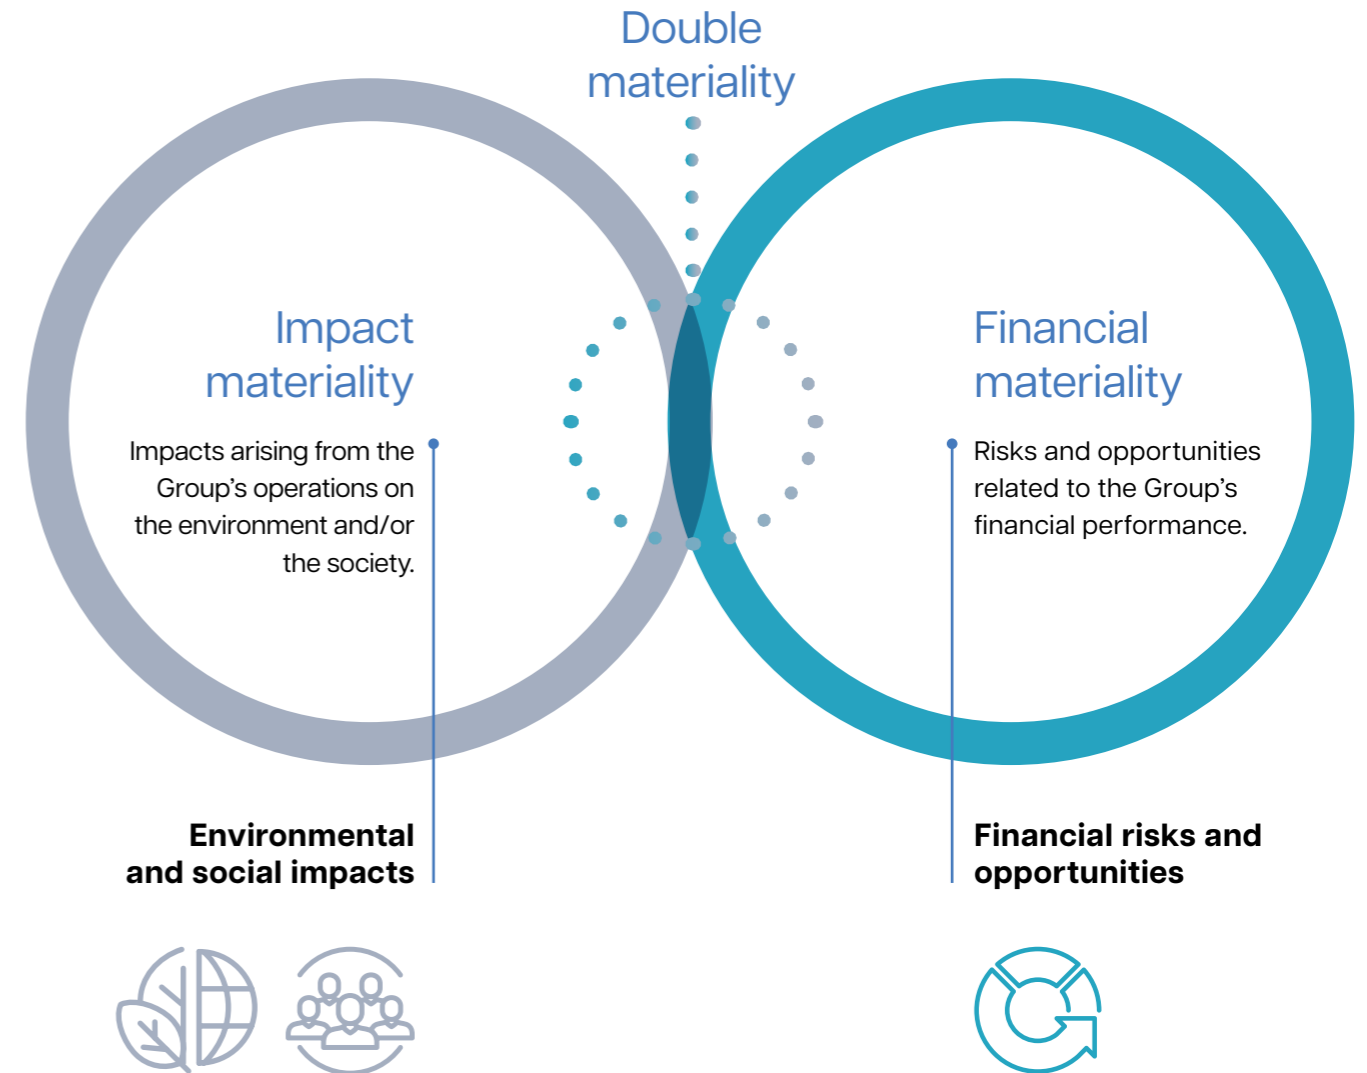 Double
materiality
Impact
materiality
Impacts arising from the
Group’s operations on
the environment and/or
the society.
Environmental
and social impacts
Financial
materiality
Risks and opportunities
related to the Group’s
financial performance.
Financial risks and
opportunities